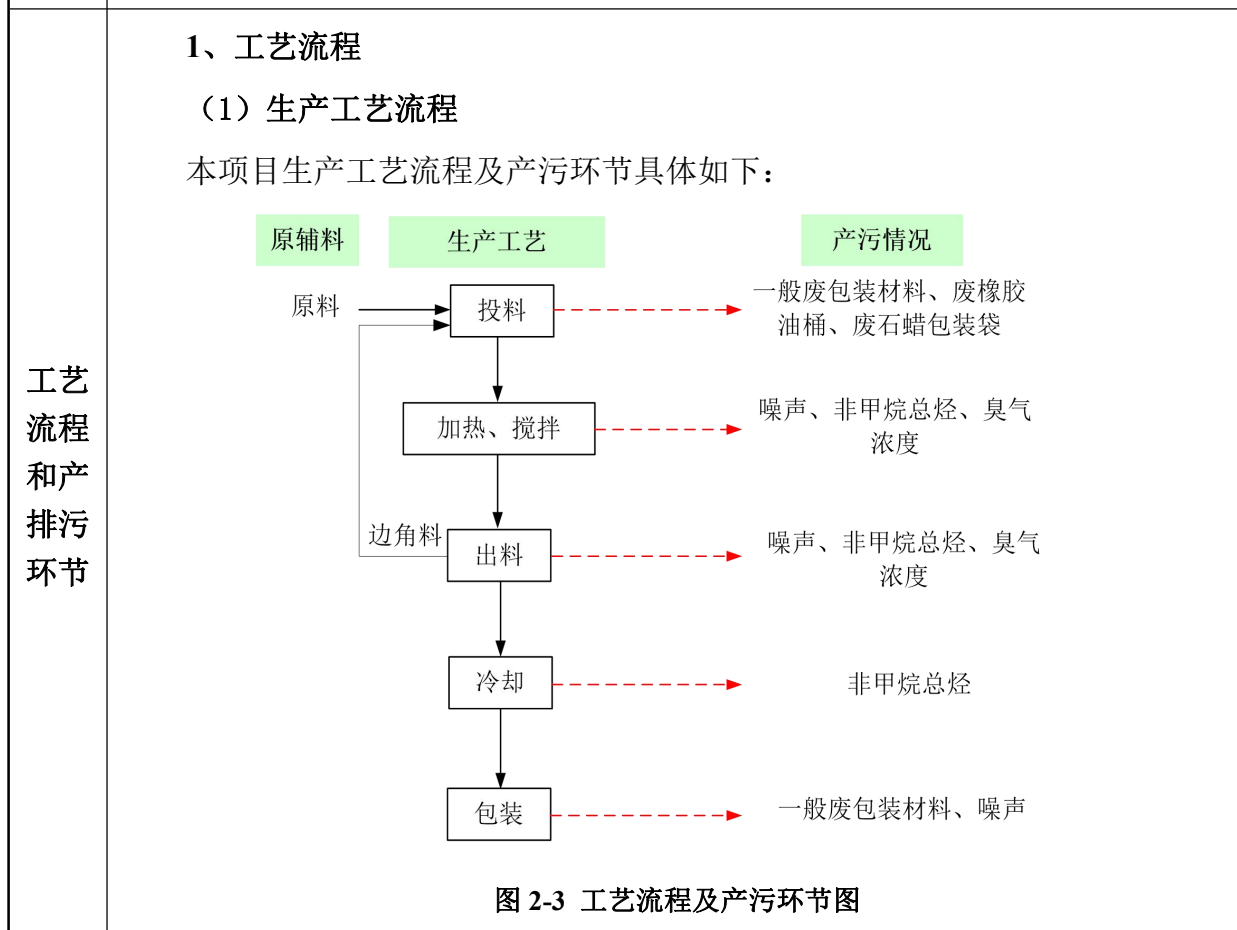 工艺
流程
和产
排污
环节
1、工艺流程
（1）生产工艺流程
本项目生产工艺流程及产污环节具体如下：
原辅料
生产工艺
产污情况
原料
投料
一般废包装材料、废橡胶
油桶、废石蜡包装袋
加热、搅拌
噪声、非甲烷总烃、臭气
浓度
边角料
出料
噪声、非甲烷总烃、臭气
浓度
冷却
非甲烷总烃
包装
一般废包装材料、噪声
图 2-3 工艺流程及产污环节图